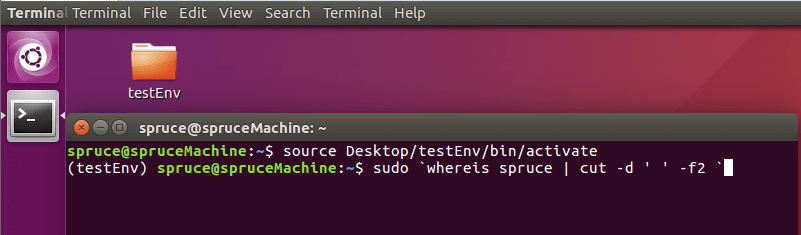 Terminal Terminal File Edit View Search Terminal Help
testEnv
spruce@spruceMachine: ~
spruce@spruceMachine:~$ source Desktop/testEnv/bin/activate
(testEnv) spruce@spruceMachine:~$ sudo `whereis spruce | cut -d ' ' -f2 `